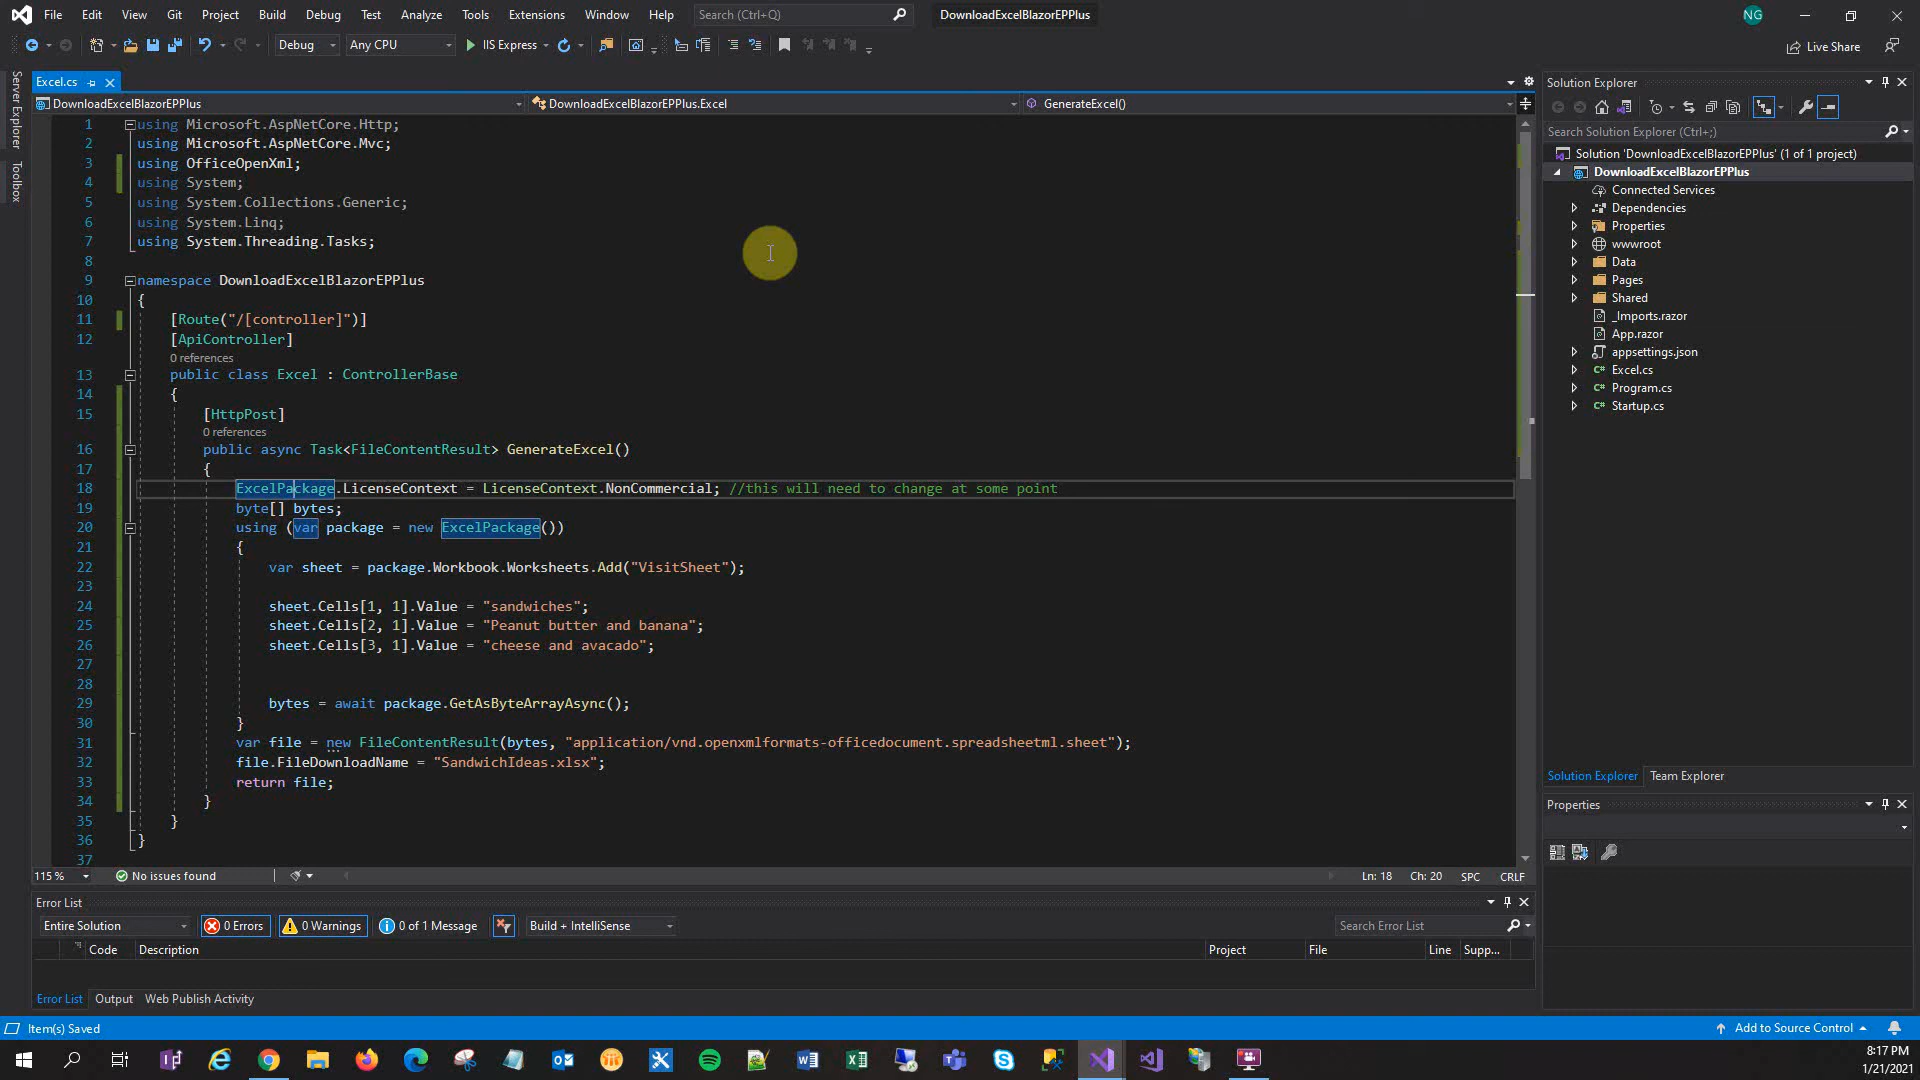 File Edit View Git Project Build Debug Test Analyze Tools Extensions Window Help Search (Ctrl+Q) DownloadExcelBlazorEPPlus NG
Debug Any CPU IIS Express Live Share
Server Explorer
Toolbox
Excel.cs
DownloadExcelBlazorEPPlus DownloadExcelBlazorEPPlus.Excel GenerateExcel()
1 using Microsoft.AspNetCore.Http;
2 using Microsoft.AspNetCore.Mvc;
3 using OfficeOpenXml;
4 using System;
5 using System.Collections.Generic;
6 using System.Linq;
7 using System.Threading.Tasks;
8
9 namespace DownloadExcelBlazorEPPlus
10 {
11 [Route("/[controller]")]
12 [ApiController]
0 references
13 public class Excel : ControllerBase
14 {
15 [HttpPost]
0 references
16 public async Task<FileContentResult> GenerateExcel()
17 {
18 ExcelPackage.LicenseContext = LicenseContext.NonCommercial; //this will need to change at some point
19 byte[] bytes;
20 using (var package = new ExcelPackage())
21 {
22 var sheet = package.Workbook.Worksheets.Add("VisitSheet");
23
24 sheet.Cells[1, 1].Value = "sandwiches";
25 sheet.Cells[2, 1].Value = "Peanut butter and banana";
26 sheet.Cells[3, 1].Value = "cheese and avacado";
27
28
29 bytes = await package.GetAsByteArrayAsync();
30 }
31 var file = new FileContentResult(bytes, "application/vnd.openxmlformats-officedocument.spreadsheetml.sheet");
32 file.FileDownloadName = "SandwichIdeas.xlsx";
33 return file;
34 }
35 }
36 }
37
115 % No issues found Ln: 18 Ch: 20 SPC CRLF
Error List
Entire Solution 0 Errors 0 Warnings 0 of 1 Message Build + IntelliSense Search Error List
Code Description Project File Line Supp...
Error List Output Web Publish Activity
Solution Explorer
Search Solution Explorer (Ctrl+;)
Solution 'DownloadExcelBlazorEPPlus' (1 of 1 project)
DownloadExcelBlazorEPPlus
Connected Services
Dependencies
Properties
wwwroot
Data
Pages
Shared
_Imports.razor
App.razor
appsettings.json
Excel.cs
Program.cs
Startup.cs
Solution Explorer Team Explorer
Properties
Item(s) Saved Add to Source Control
8:17 PM
1/21/2021